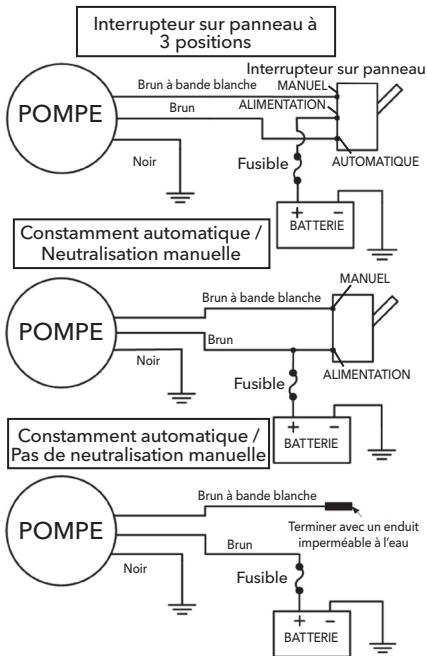 Interrupteur sur panneau à
3 positions
Interrupteur sur panneau
Brun à bande blanche
MANUEL
POMPE
Brun
ALIMENTATION
Noir
Fusible
AUTOMATIQUE
+ −
BATTERIE
Constamment automatique /
Neutralisation manuelle
MANUEL
Brun à bande blanche
POMPE
Brun
Noir
ALIMENTATION
Fusible
+ −
BATTERIE
Constamment automatique /
Pas de neutralisation manuelle
Brun à bande blanche
POMPE
Terminer avec un enduit
imperméable à l'eau
Brun
Noir
Fusible
+ −
BATTERIE